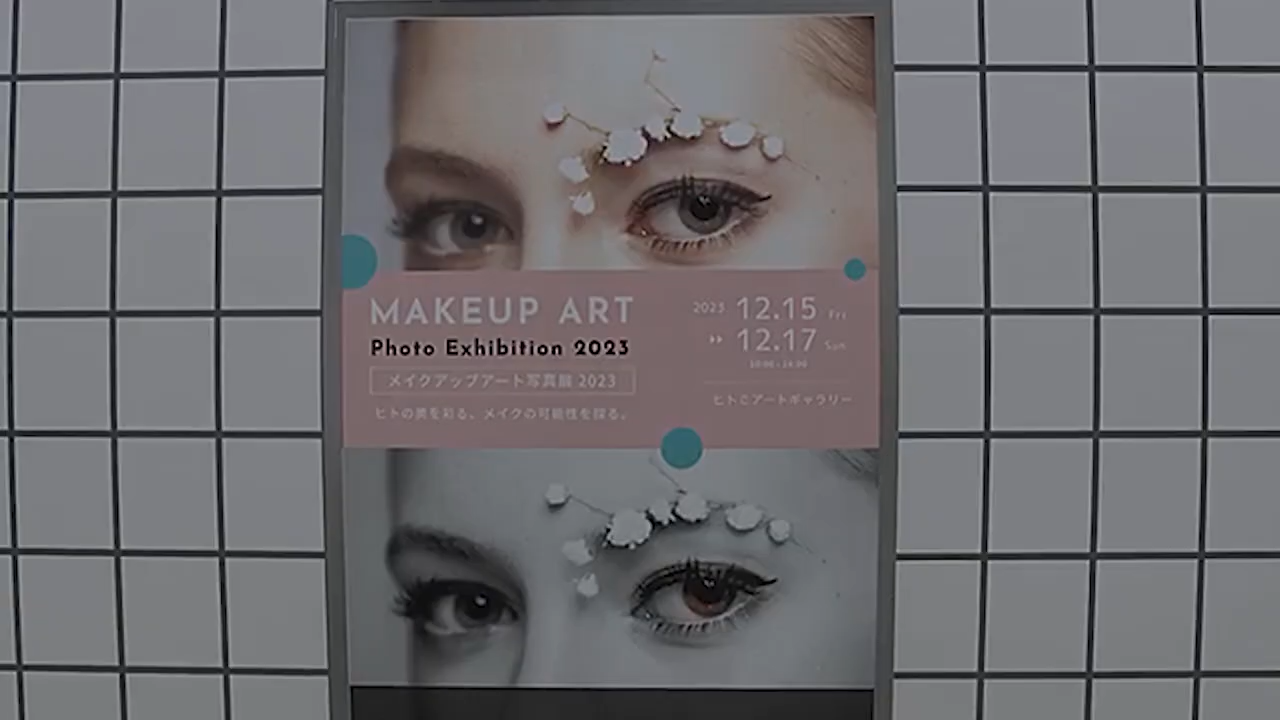 MAKEUP ART
Photo Exhibition 2023
メイクアップアート写真展 2023
ヒトの美を彩る、メイクの可能性を探る。
2023 12.15 Fri
12.17 Sun
ヒトこアートギャラリー